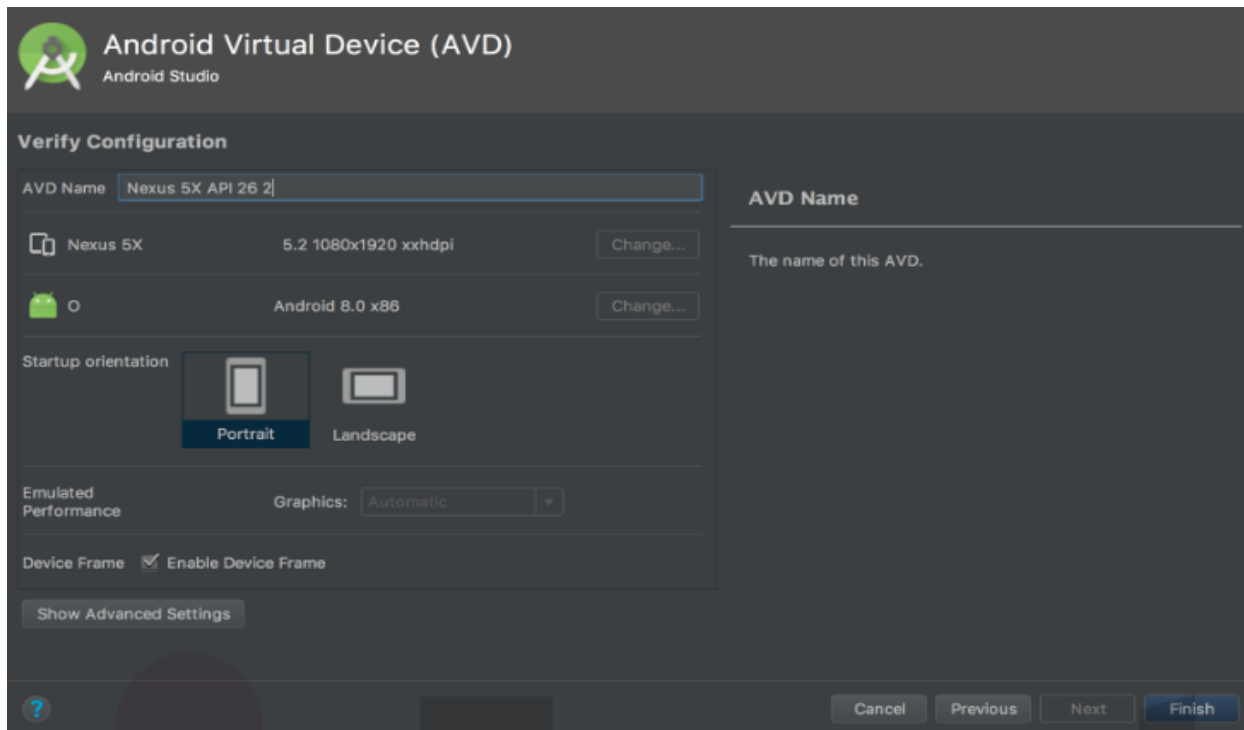 Android Virtual Device (AVD)
Android Studio
Verify Configuration
AVD Name Nexus 5X API 26 2
AVD Name
The name of this AVD.
Nexus 5X 5.2 1080x1920 xxhdpi Change...
O Android 8.0 x86 Change...
Startup orientation
Portrait Landscape
Emulated
Performance
Graphics: Automatic
Device Frame Enable Device Frame
Show Advanced Settings
? Cancel Previous Next Finish